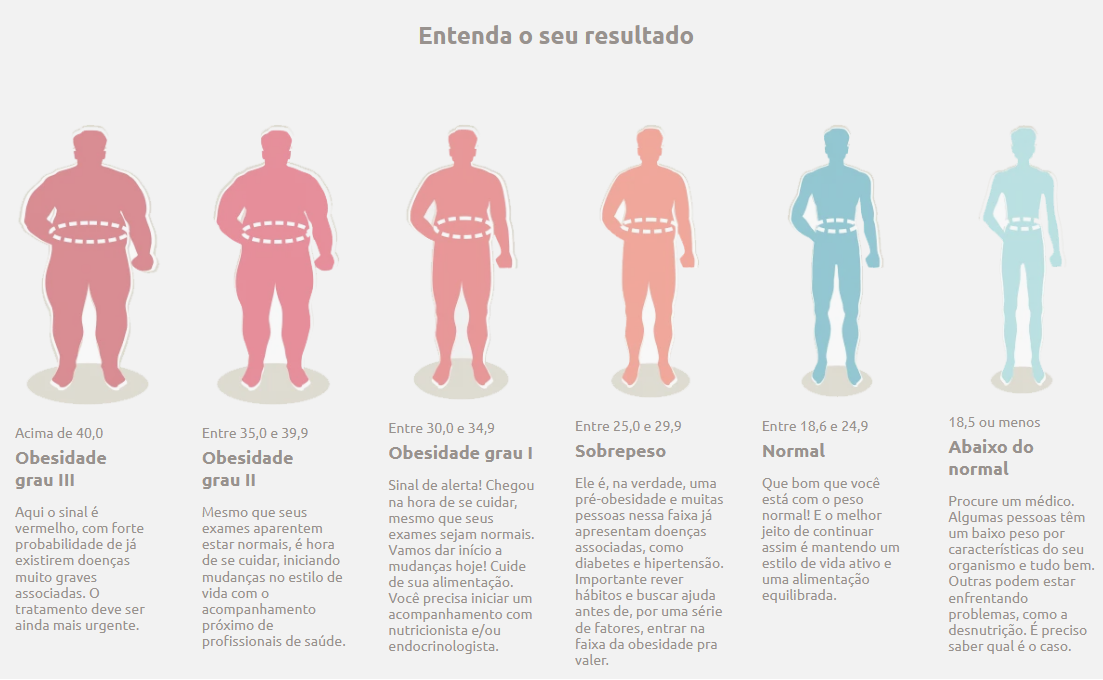 Entenda o seu resultado
Acima de 40,0
Obesidade
grau III
Aqui o sinal é
vermelho, com forte
probabilidade de já
existirem doenças
muito graves
associadas. O
tratamento deve ser
ainda mais urgente.
Entre 35,0 e 39,9
Obesidade
grau II
Mesmo que seus
exames aparentem
estar normais, é hora
de se cuidar, iniciando
mudanças no estilo de
vida com o
acompanhamento
próximo de
profissionais de saúde.
Entre 30,0 e 34,9
Obesidade grau I
Sinal de alerta! Chegou
na hora de se cuidar,
mesmo que seus
exames sejam normais.
Vamos dar início a
mudanças hoje! Cuide
de sua alimentação.
Você precisa iniciar um
acompanhamento com
nutricionista e/ou
endocrinologista.
Entre 25,0 e 29,9
Sobrepeso
Ele é, na verdade, uma
pré-obesidade e muitas
pessoas nessa faixa já
apresentam doenças
associadas, como
diabetes e hipertensão.
Importante rever
hábitos e buscar ajuda
antes de, por uma série
de fatores, entrar na
faixa da obesidade pra
valer.
Entre 18,6 e 24,9
Normal
Que bom que você
está com o peso
normal! E o melhor
jeito de continuar
assim é mantendo um
estilo de vida ativo e
uma alimentação
equilibrada.
18,5 ou menos
Abaixo do
normal
Procure um médico.
Algumas pessoas têm
um baixo peso por
características do seu
organismo e tudo bem.
Outras podem estar
enfrentando
problemas, como a
desnutrição. É preciso
saber qual é o caso.